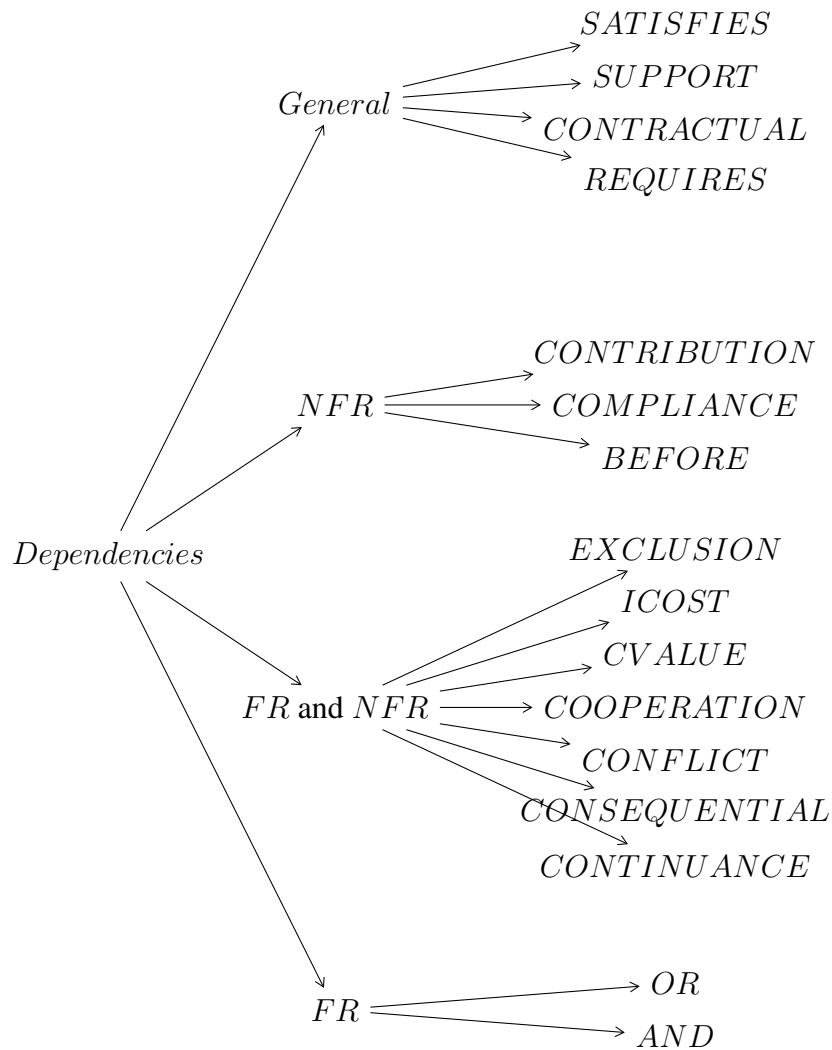 SATISFIES
SUPPORT
General
CONTRACTUAL
REQUIRES
CONTRIBUTION
NFR
COMPLIANCE
BEFORE
Dependencies
EXCLUSION
ICOST
CVALUE
FR and NFR
COOPERATION
CONFLICT
CONSEQUENTIAL
CONTINUANCE
OR
FR
AND